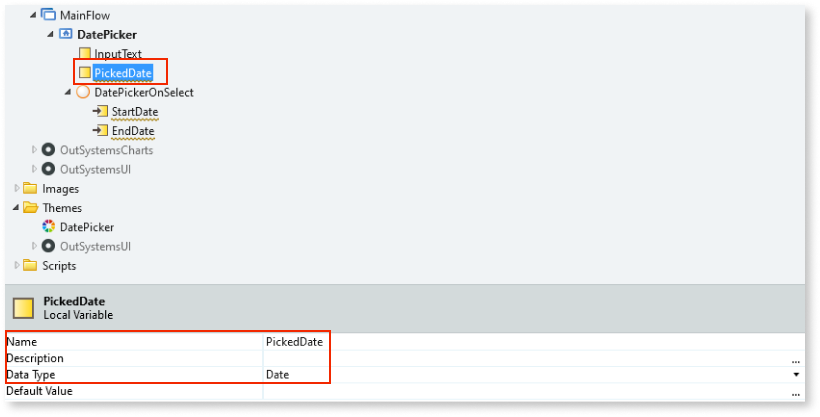 MainFlow
DatePicker
InputText
PickedDate
DatePickerOnSelect
StartDate
EndDate
OutSystemsCharts
OutSystemsUI
Images
Themes
DatePicker
OutSystemsUI
Scripts
PickedDate
Local Variable
Name PickedDate
Description ...
Data Type Date
Default Value ...